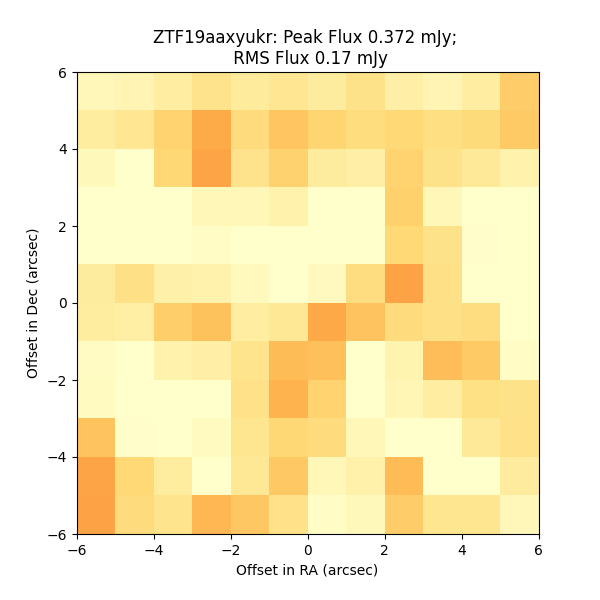 ZTF19aaxyukr: Peak Flux 0.372 mJy;
RMS Flux 0.17 mJy
6
4
2
0
−2
−4
−6
Offset in Dec (arcsec)
−6 −4 −2 0 2 4 6
Offset in RA (arcsec)